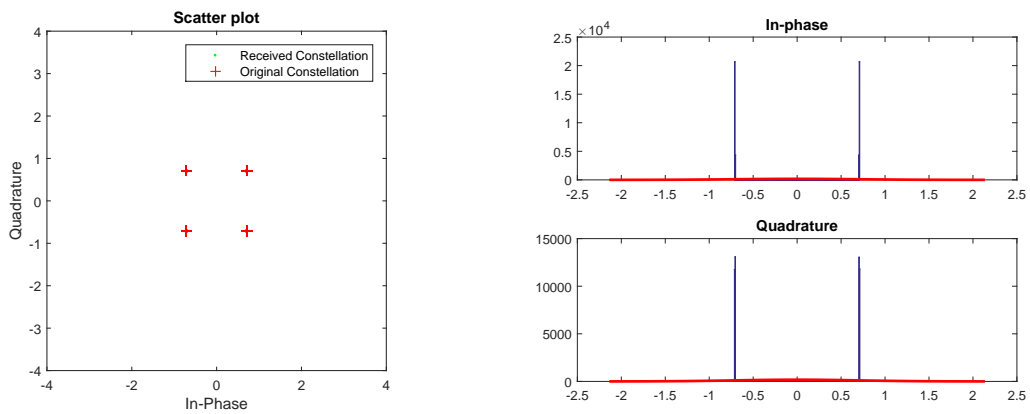 Scatter plot
4
3
2
1
0
-1
-2
-3
-4
-4 -2 0 2 4
Quadrature
In-Phase
Received Constellation
Original Constellation
In-phase
×10⁴
2.5
2
1.5
1
0.5
0
-2.5 -2 -1.5 -1 -0.5 0 0.5 1 1.5 2 2.5
Quadrature
15000
10000
5000
0
-2.5 -2 -1.5 -1 -0.5 0 0.5 1 1.5 2 2.5